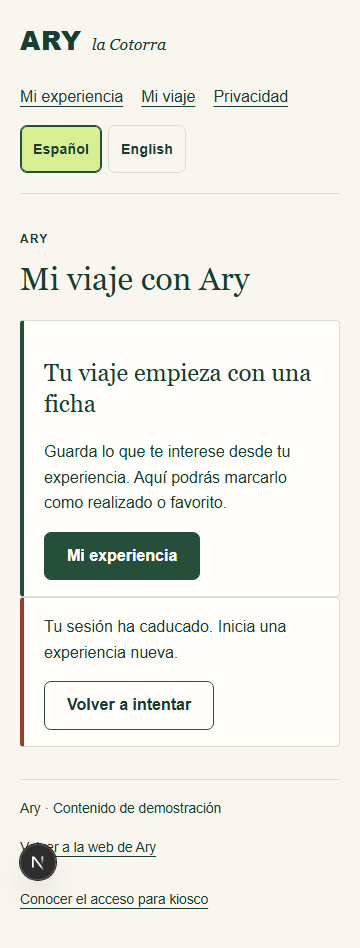 ARY la Cotorra
Mi experiencia Mi viaje Privacidad
Español English
ARY
Mi viaje con Ary
Tu viaje empieza con una
ficha
Guarda lo que te interese desde tu
experiencia. Aquí podrás marcarlo
como realizado o favorito.
Mi experiencia
Tu sesión ha caducado. Inicia una
experiencia nueva.
Volver a intentar
Ary · Contenido de demostración
Volver a la web de Ary
N
Conocer el acceso para kiosco